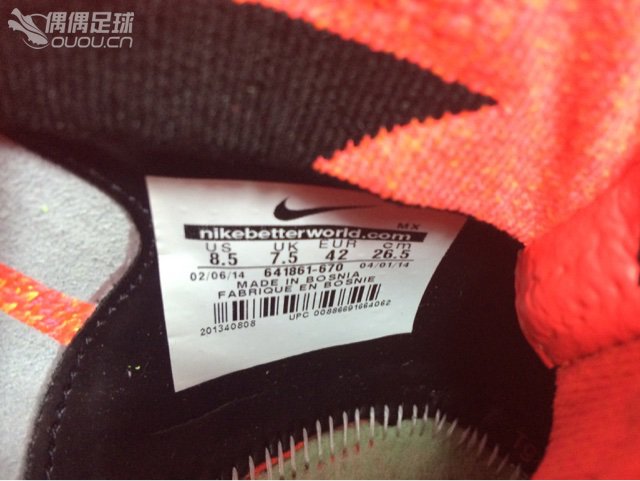 偶偶足球
ouou.cn
MX
nikebetterworld.com
US UK EUR cm
8.5 7.5 42 26.5
02/06/14 641861-670 04/01/14
MADE IN BOSNIA
FABRIQUE EN BOSNIE
201340808 UPC 00886691664062